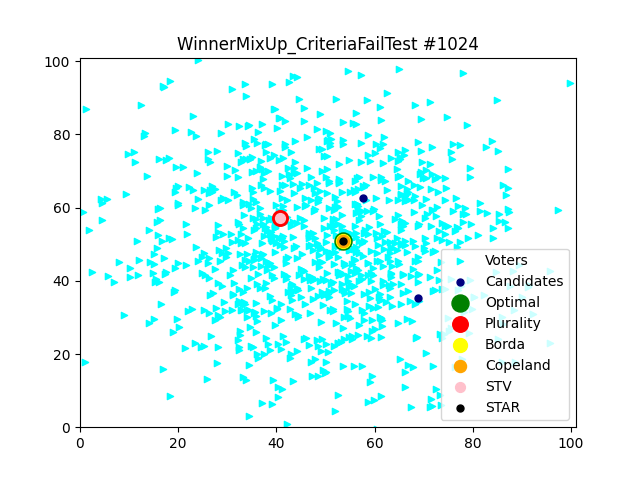 WinnerMixUp_CriteriaFailTest #1024
100
80
60
40
20
0
0
20
40
60
80
100
Voters
Candidates
Optimal
Plurality
Borda
Copeland
STV
STAR